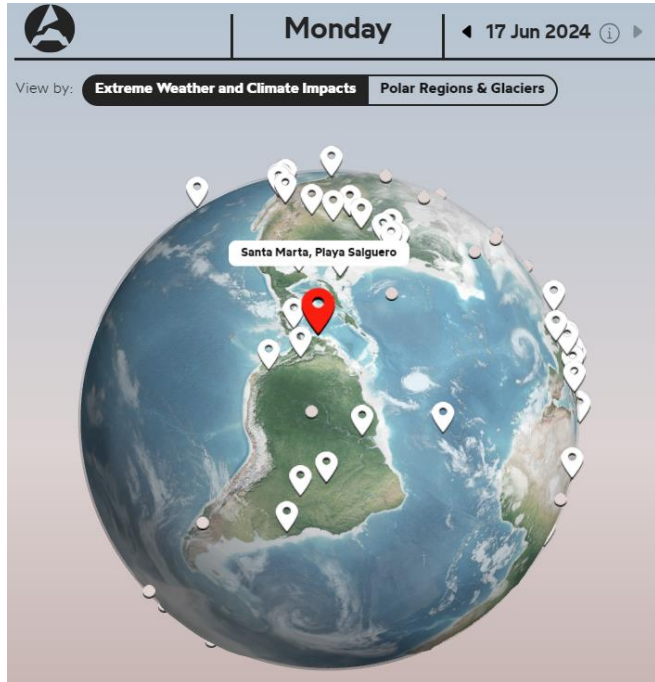 Monday
17 Jun 2024
View by: Extreme Weather and Climate Impacts Polar Regions & Glaciers
Santa Marta, Playa Salguero